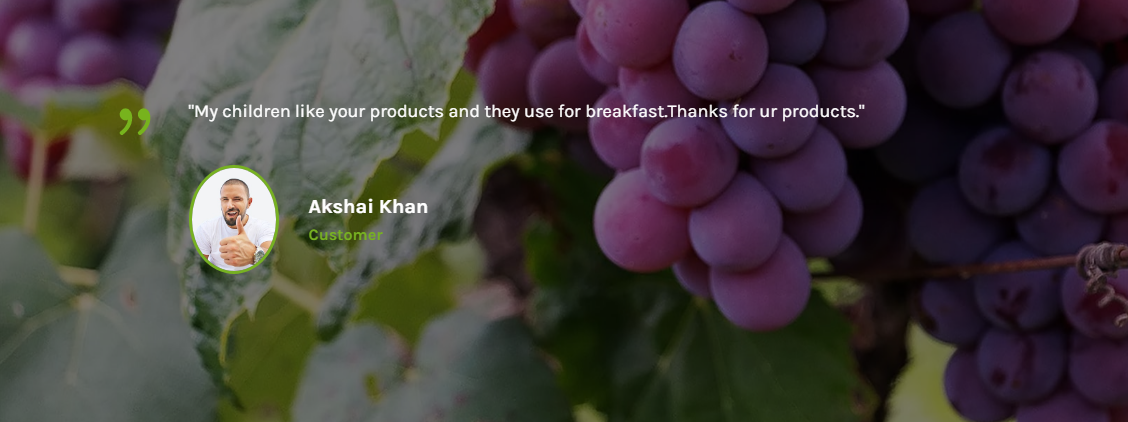 "My children like your products and they use for breakfast.Thanks for ur products."
Akshai Khan
Customer